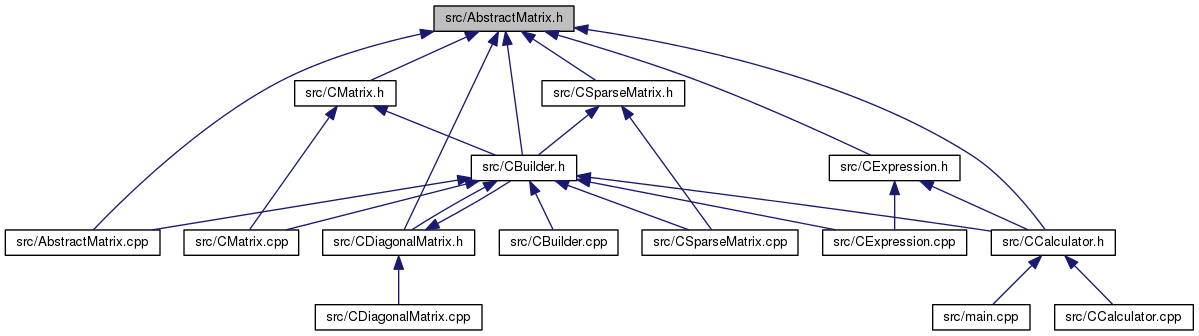 src/AbstractMatrix.h
src/CMatrix.h
src/CSparseMatrix.h
src/CBuilder.h
src/CExpression.h
src/AbstractMatrix.cpp
src/CMatrix.cpp
src/CDiagonalMatrix.h
src/CBuilder.cpp
src/CSparseMatrix.cpp
src/CExpression.cpp
src/CCalculator.h
src/CDiagonalMatrix.cpp
src/main.cpp
src/CCalculator.cpp